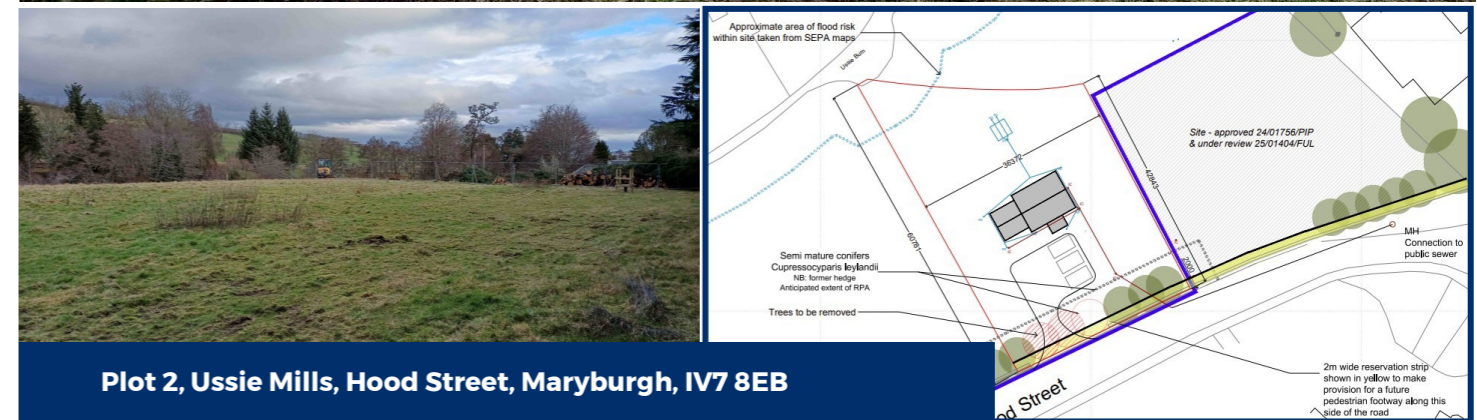 Approximate area of flood risk
within site taken from SEPA maps
Ussie Burn
Site - approved 24/01756/PIP
& under review 25/01404/FUL
36372
42843
60761
2000
Semi mature conifers
Cupressocyparis leylandii
NB: former hedge
Anticipated extent of RPA
Trees to be removed
MH
Connection to
public sewer
2m wide reservation strip
shown in yellow to make
provision for a future
pedestrian footway along this
side of the road
od Street
Plot 2, Ussie Mills, Hood Street, Maryburgh, IV7 8EB